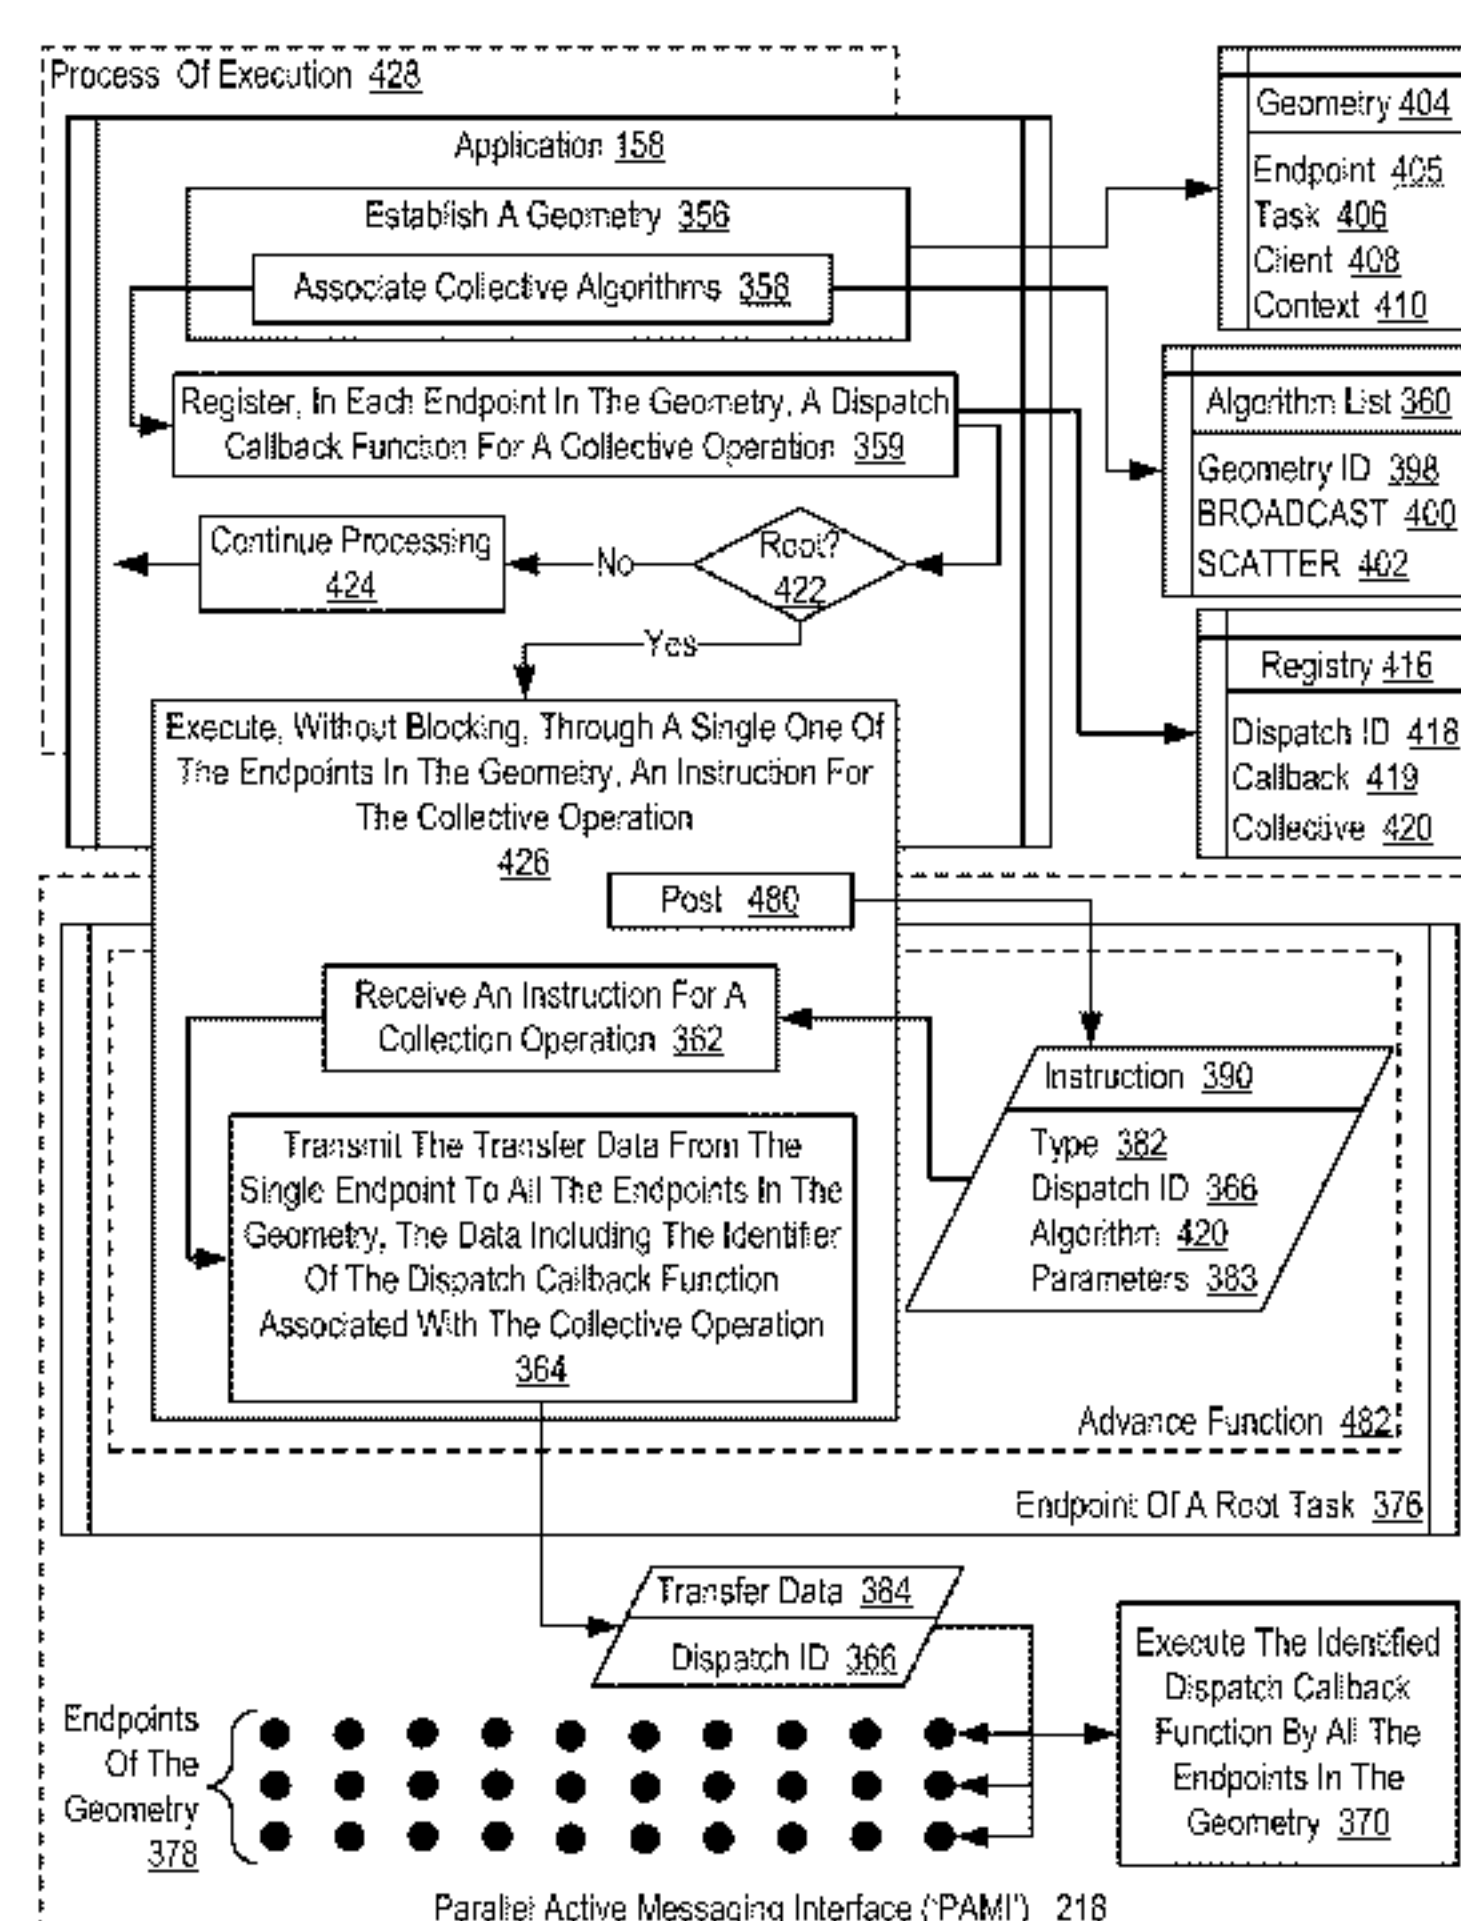 Process Of Execution 428
Application 158
Establish A Geometry 356
Associate Collective Algorithms 358
Register, In Each Endpoint In The Geometry, A Dispatch
Callback Function For A Collective Operation 359
Continue Processing
424
No
Root?
422
Yes
Geometry 404
Endpoint 405
Task 406
Client 408
Context 410
Algorithm List 360
Geometry ID 398
BROADCAST 400
SCATTER 402
Registry 416
Dispatch ID 418
Callback 419
Collective 420
Execute, Without Blocking, Through A Single One Of
The Endpoints In The Geometry, An Instruction For
The Collective Operation
426
Post 480
Receive An Instruction For A
Collection Operation 362
Instruction 390
Type 382
Dispatch ID 366
Algorithm 420
Parameters 383
Transmit The Transfer Data From The
Single Endpoint To All The Endpoints In The
Geometry, The Data Including The Identifier
Of The Dispatch Callback Function
Associated With The Collective Operation
364
Advance Function 482
Endpoint Of A Root Task 376
Transfer Data 384
Dispatch ID 366
Endpoints
Of The
Geometry
378
Execute The Identified
Dispatch Callback
Function By All The
Endpoints In The
Geometry 370
Parallel Active Messaging Interface ('PAMI') 218